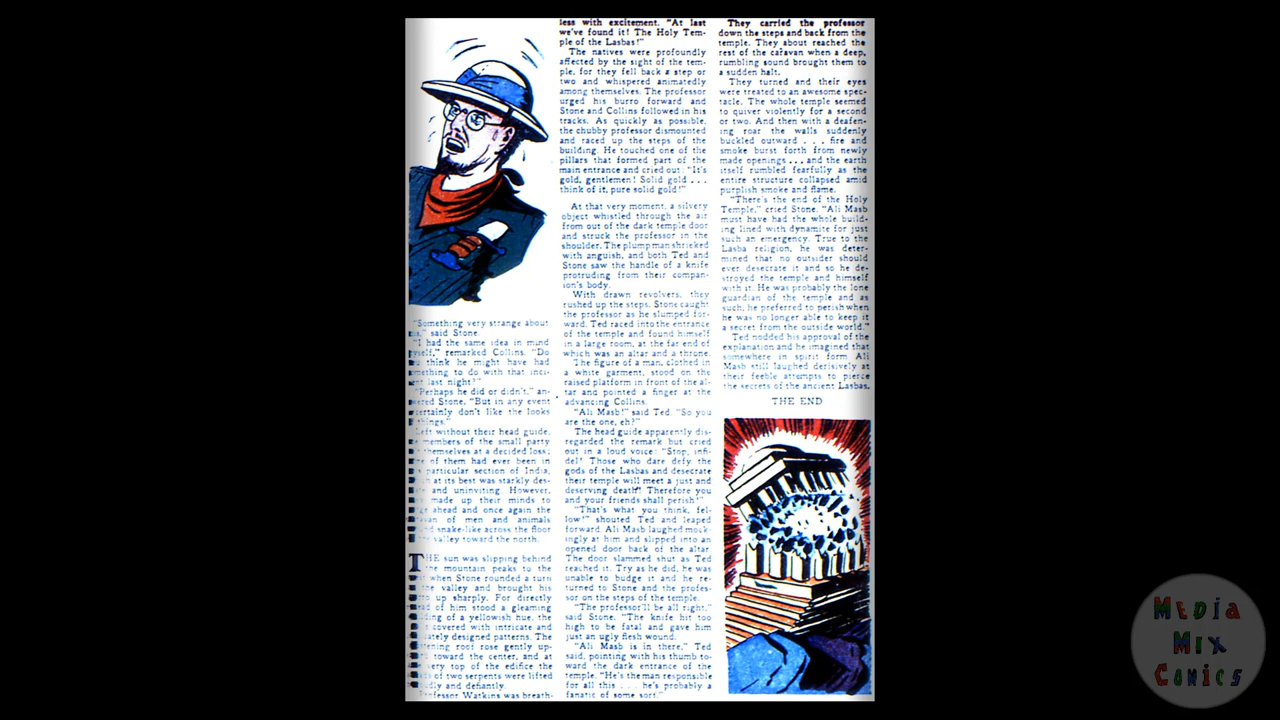 "Something very strange about
said Stone.
"I had the same idea in mind
remarked Collins. "Do
think he might have had
to do with that inci-
last night?"
"Perhaps he did or didn't," an-
Stone. "But in any event
certainly don't like the looks
things."
Left without their head guide,
members of the small party
themselves at a decided loss;
of them had ever been in
particular section of India,
at its best was starkly des-
and uninviting. However,
made up their minds to
ahead and once again the
of men and animals
snake-like across the floor
valley toward the north.
THE sun was slipping behind
the mountain peaks to the
when Stone rounded a turn
the valley and brought his
up sharply. For directly
of him stood a gleaming
of a yellowish hue, the
covered with intricate and
designed patterns. The
roof rose gently up-
toward the center, and at
very top of the edifice the
of two serpents were lifted
and defiantly.
Professor Watkins was breath-
less with excitement. "At last
we've found it! The Holy Tem-
ple of the Lasbas!"
The natives were profoundly
affected by the sight of the tem-
ple, for they fell back a step or
two and whispered animatedly
among themselves. The professor
urged his burro forward and
Stone and Collins followed in his
tracks. As quickly as possible,
the chubby professor dismounted
and raced up the steps of the
building. He touched one of the
pillars that formed part of the
main entrance and cried out: "It's
gold, gentlemen! Solid gold . . .
think of it, pure solid gold!"
At that very moment, a silvery
object whistled through the air
from out of the dark temple door
and struck the professor in the
shoulder. The plump man shrieked
with anguish, and both Ted and
Stone saw the handle of a knife
protruding from their compan-
ion's body.
With drawn revolvers, they
rushed up the steps. Stone caught
the professor as he slumped for-
ward. Ted raced into the entrance
of the temple and found himself
in a large room, at the far end of
which was an altar and a throne.
The figure of a man, clothed in
a white garment, stood on the
raised platform in front of the al-
tar and pointed a finger at the
advancing Collins.
"Ali Masb!" said Ted. "So you
are the one, eh?"
The head guide apparently dis-
regarded the remark but cried
out in a loud voice: "Stop, infi-
del! Those who dare defy the
gods of the Lasbas and desecrate
their temple will meet a just and
deserving death! Therefore you
and your friends shall perish!"
"That's what you think, fel-
low!" shouted Ted and leaped
forward. Ali Masb laughed mock-
ingly at him and slipped into an
opened door back of the altar.
The door slammed shut as Ted
reached it. Try as he did, he was
unable to budge it and he re-
turned to Stone and the profes-
sor on the steps of the temple.
"The professor'll be all right,"
said Stone. "The knife hit too
high to be fatal and gave him
just an ugly flesh wound.
"Ali Masb is in there," Ted
said, pointing with his thumb to-
ward the dark entrance of the
temple. "He's the man responsible
for all this . . . he's probably a
fanatic of some sort."
They carried the professor
down the steps and back from the
temple. They about reached the
rest of the caravan when a deep,
rumbling sound brought them to
a sudden halt.
They turned and their eyes
were treated to an awesome spec-
tacle. The whole temple seemed
to quiver violently for a second
or two. And then with a deafen-
ing roar the walls suddenly
buckled outward . . . fire and
smoke burst forth from newly
made openings . . . and the earth
itself rumbled fearfully as the
entire structure collapsed amid
purplish smoke and flame.
"There's the end of the Holy
Temple," cried Stone. "Ali Masb
must have had the whole build-
ing lined with dynamite for just
such an emergency. True to the
Lasba religion, he was deter-
mined that no outsider should
ever desecrate it and so he de-
stroyed the temple and himself
with it. He was probably the lone
guardian of the temple and as
such, he preferred to perish when
he was no longer able to keep it
a secret from the outside world."
Ted nodded his approval of the
explanation and he imagined that
somewhere in spirit form Ali
Masb still laughed derisively at
their feeble attempts to pierce
the secrets of the ancient Lasbas.
THE END
MEDIA
MIX
COMICS